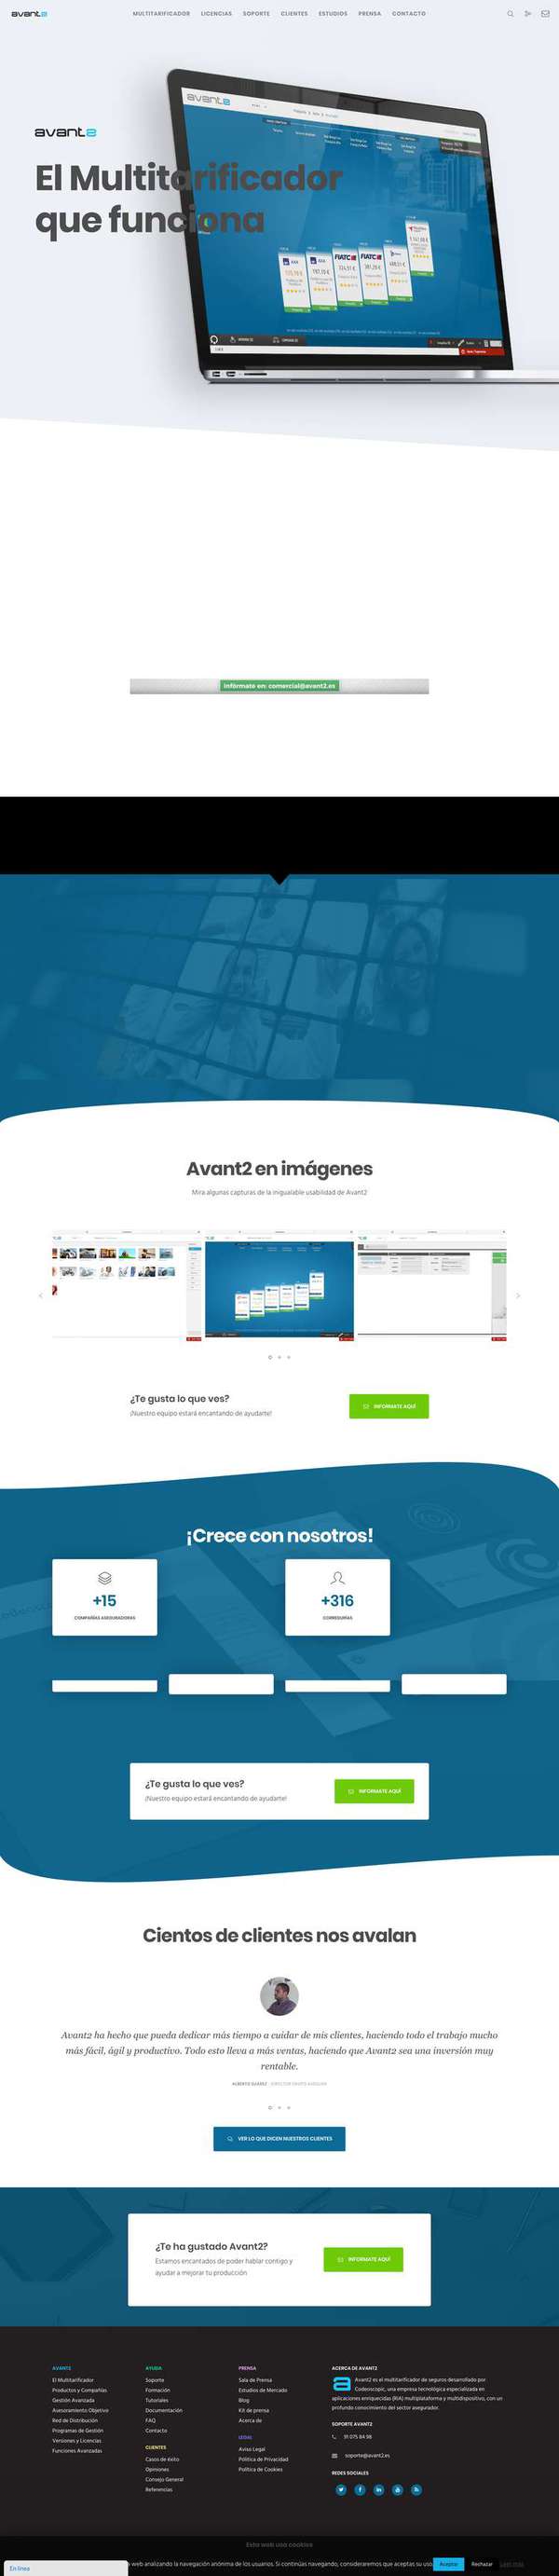 avant2
MULTITARIFICADOR LICENCIAS SOPORTE CLIENTES ESTUDIOS PRENSA CONTACTO
avant2
avant2
El Multitarificador
que funciona
AXA
AXA
FIATC
FIATC
infórmate en: comercial@avant2.es
Avant2 en imágenes
Mira algunas capturas de la inigualable usabilidad de Avant2
¿Te gusta lo que ves?
¡Nuestro equipo estará encantando de ayudarte!
INFORMATE AQUÍ
¡Crece con nosotros!
+15
COMPAÑÍAS ASEGURADORAS
+316
CORREDURÍAS
¿Te gusta lo que ves?
¡Nuestro equipo estará encantando de ayudarte!
INFORMATE AQUÍ
Cientos de clientes nos avalan
Avant2 ha hecho que pueda dedicar más tiempo a cuidar de mis clientes, haciendo todo el trabajo mucho
más fácil, ágil y productivo. Todo esto lleva a más ventas, haciendo que Avant2 sea una inversión muy
rentable.
ALBERTO SUÁREZ
VER LO QUE DICEN NUESTROS CLIENTES
¿Te ha gustado Avant2?
Estamos encantados de poder hablar contigo y
ayudar a mejorar tu producción
INFORMATE AQUÍ
AVANT2
El Multitarificador
Productos y Compañías
Gestión Avanzada
Asesoramiento Objetivo
Red de Distribución
Programas de Gestión
Versiones y Licencias
Funciones Avanzadas
AYUDA
Soporte
Formación
Tutoriales
Documentación
FAQ
Contacto
CLIENTES
Casos de éxito
Opiniones
Consejo General
Referencias
PRENSA
Sala de Prensa
Estudios de Mercado
Blog
Kit de prensa
Acerca de
LEGAL
Aviso Legal
Política de Privacidad
Política de Cookies
ACERCA DE AVANT2
Avant2 es el multitarificador de seguros desarrollado por
Codeoscopic, una empresa tecnológica especializada en
aplicaciones enriquecidas (RIA) multiplataforma y multidispositivo, con un
profundo conocimiento del sector asegurador.
SOPORTE AVANT2
91 075 84 98
soporte@avant2.es
REDES SOCIALES
Esta web usa cookies
web analizando la navegación anónima de los usuarios. Si continúas navegando, consideraremos que aceptas su uso.
Aceptar
Rechazar
Leer más
En línea